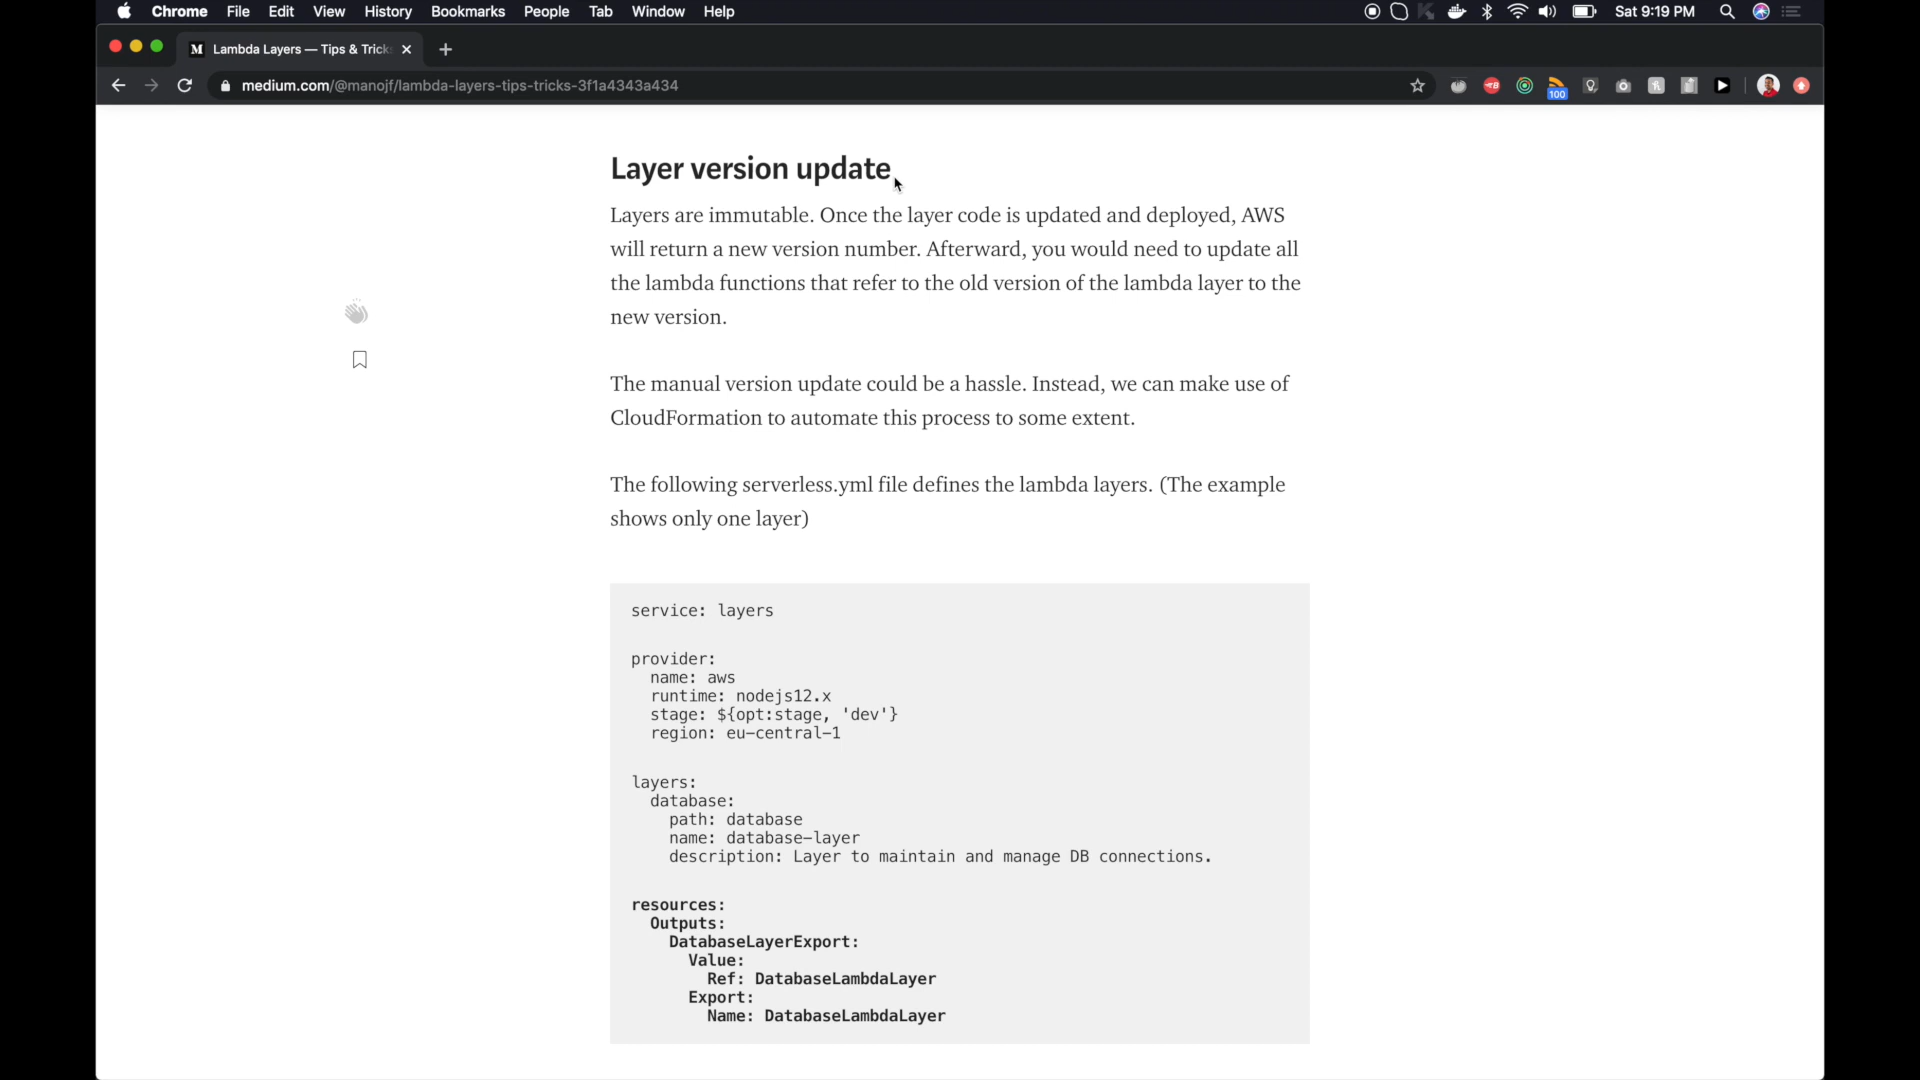 Chrome File Edit View History Bookmarks People Tab Window Help Sat 9:19 PM
M Lambda Layers — Tips & Trick
medium.com/@manojf/lambda-layers-tips-tricks-3f1a4343a434 100
Layer version update
Layers are immutable. Once the layer code is updated and deployed, AWS
will return a new version number. Afterward, you would need to update all
the lambda functions that refer to the old version of the lambda layer to the
new version.
The manual version update could be a hassle. Instead, we can make use of
CloudFormation to automate this process to some extent.
The following serverless.yml file defines the lambda layers. (The example
shows only one layer)
service: layers
provider:
  name: aws
  runtime: nodejs12.x
  stage: ${opt:stage, 'dev'}
  region: eu-central-1
layers:
  database:
    path: database
    name: database-layer
    description: Layer to maintain and manage DB connections.
resources:
  Outputs:
    DatabaseLayerExport:
      Value:
        Ref: DatabaseLambdaLayer
      Export:
        Name: DatabaseLambdaLayer